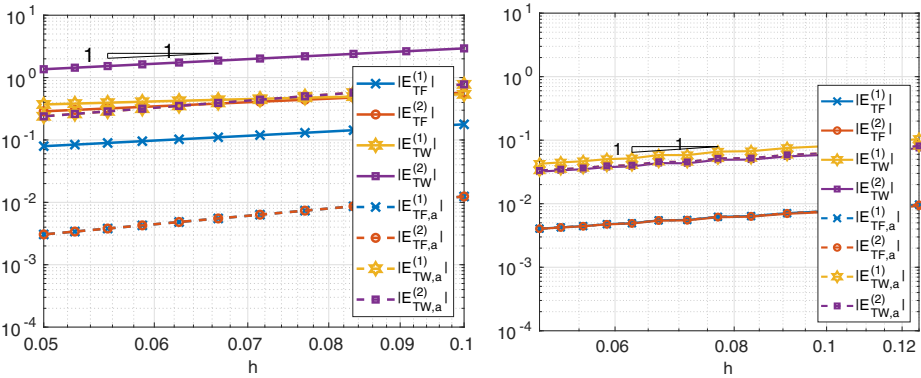 10^1
10^0
10^-1
10^-2
10^-3
10^-4
0.05
0.06
0.07
0.08
0.09
0.1
h
1
1
|E_TF^(1)|
|E_TF^(2)|
|E_TW^(1)|
|E_TW^(2)|
|E_TF,a^(1)|
|E_TF,a^(2)|
|E_TW,a^(1)|
|E_TW,a^(2)|
10^1
10^0
10^-1
10^-2
10^-3
10^-4
0.06
0.08
0.1
0.12
h
1
1
|E_TF^(1)|
|E_TF^(2)|
|E_TW^(1)|
|E_TW^(2)|
|E_TF,a^(1)|
|E_TF,a^(2)|
|E_TW,a^(1)|
|E_TW,a^(2)|